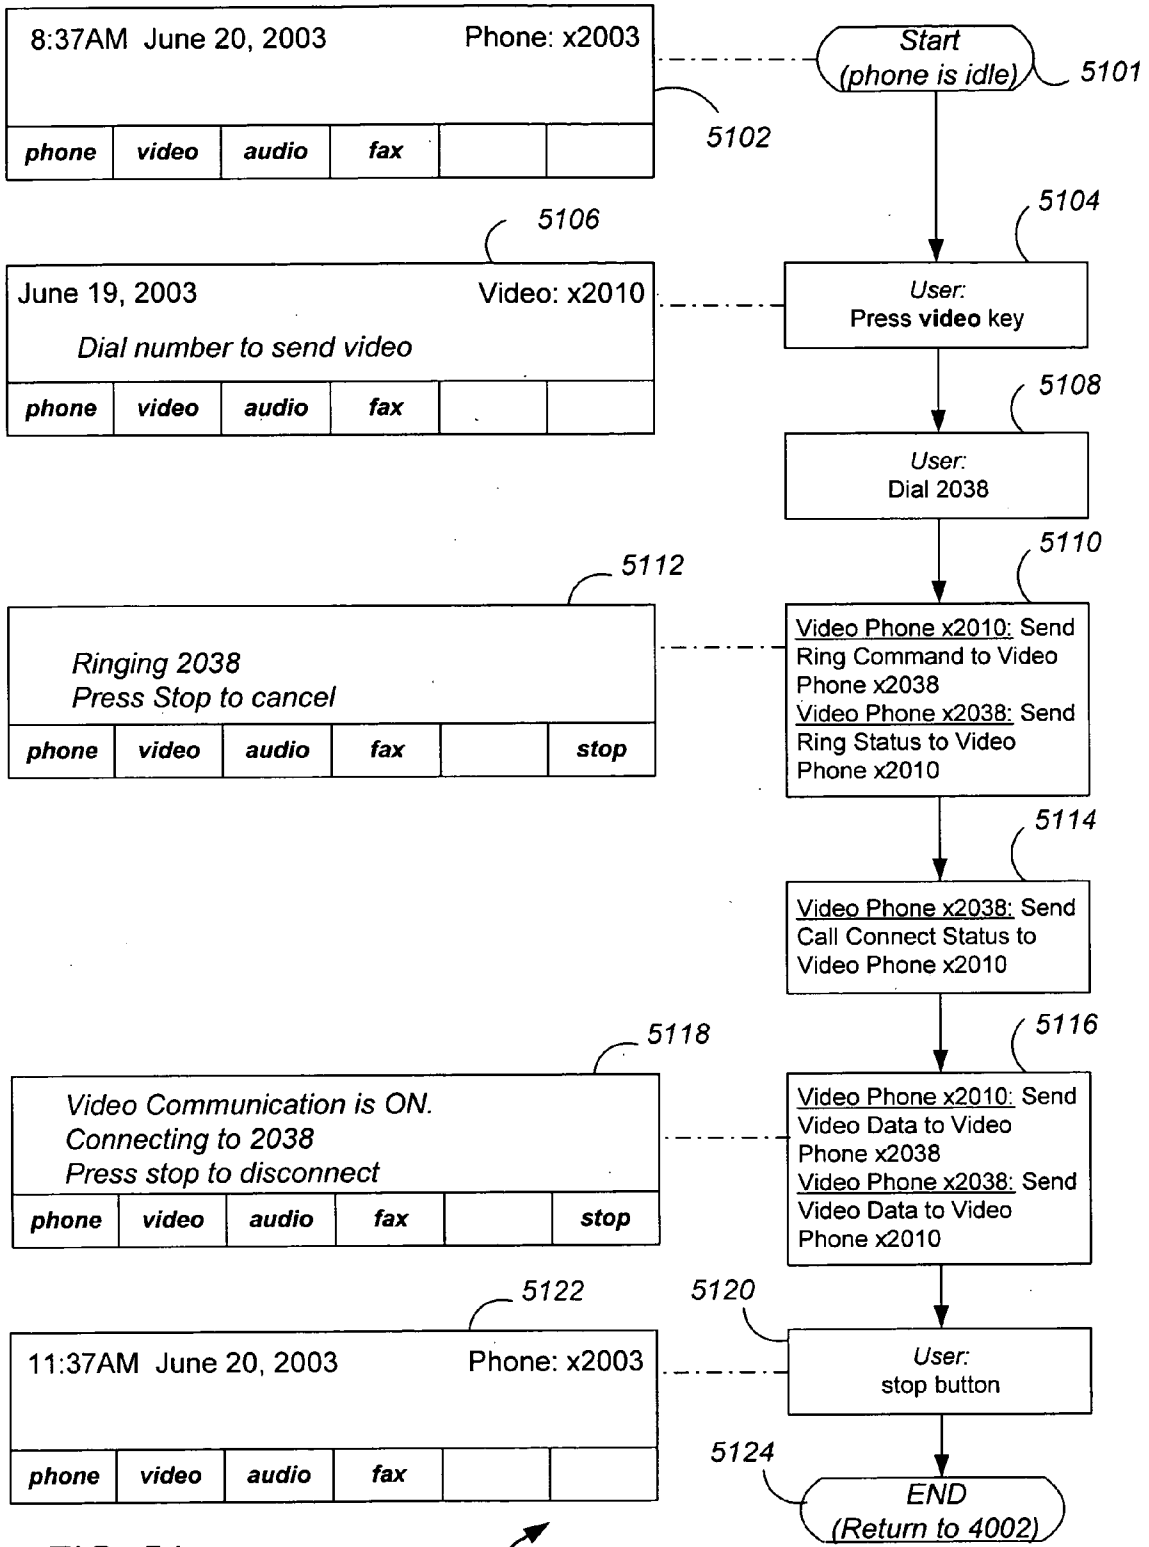 8:37AM June 20, 2003 Phone: x2003
phone video audio fax
5102
Start
(phone is idle)
5101
5106
June 19, 2003 Video: x2010
Dial number to send video
phone video audio fax
5104
User:
Press video key
5108
User:
Dial 2038
5112
Ringing 2038
Press Stop to cancel
phone video audio fax stop
5110
Video Phone x2010: Send
Ring Command to Video
Phone x2038
Video Phone x2038: Send
Ring Status to Video
Phone x2010
5114
Video Phone x2038: Send
Call Connect Status to
Video Phone x2010
5118
Video Communication is ON.
Connecting to 2038
Press stop to disconnect
phone video audio fax stop
5116
Video Phone x2010: Send
Video Data to Video
Phone x2038
Video Phone x2038: Send
Video Data to Video
Phone x2010
5122
11:37AM June 20, 2003 Phone: x2003
phone video audio fax
5120
User:
stop button
5124
END
(Return to 4002)